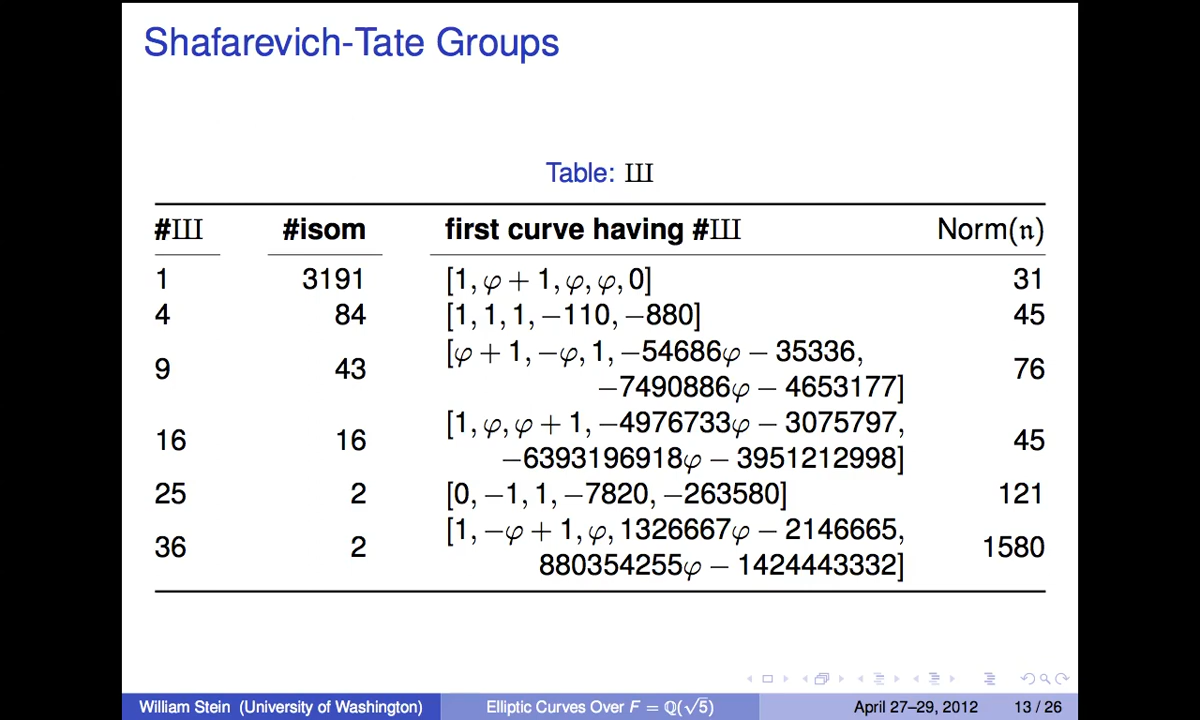 Shafarevich-Tate Groups
Table: Ш
#Ш #isom first curve having #Ш Norm(𝔫)
1 3191 [1, φ + 1, φ, φ, 0] 31
4 84 [1, 1, 1, −110, −880] 45
9 43 [φ + 1, −φ, 1, −54686φ − 35336, 76
−7490886φ − 4653177]
16 16 [1, φ, φ + 1, −4976733φ − 3075797, 45
−6393196918φ − 3951212998]
25 2 [0, −1, 1, −7820, −263580] 121
36 2 [1, −φ + 1, φ, 1326667φ − 2146665, 1580
880354255φ − 1424443332]
William Stein (University of Washington) Elliptic Curves Over F = ℚ(√5) April 27–29, 2012 13 / 26